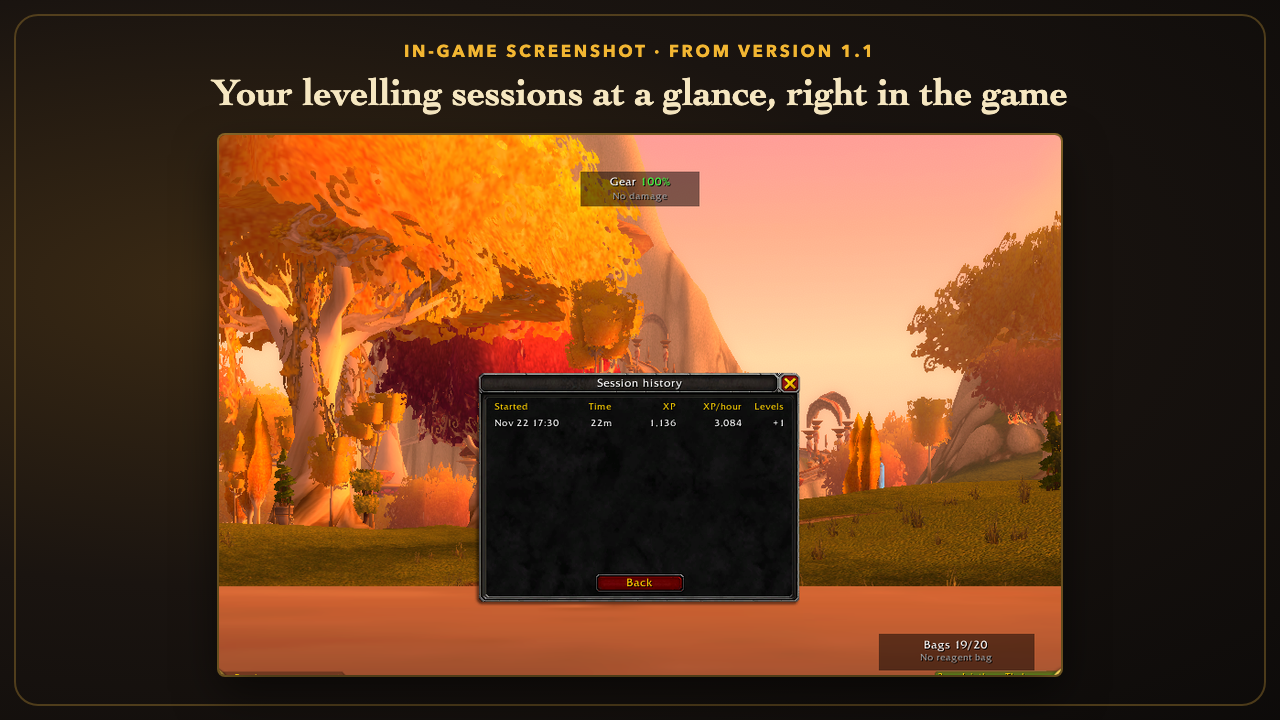 IN-GAME SCREENSHOT · FROM VERSION 1.1
Your levelling sessions at a glance, right in the game
Gear 100%
No damage
Session history
Started Time XP XP/hour Levels
Nov 22 17:30 22m 1,136 3,084 +1
Back
Bags 19/20
No reagent bag